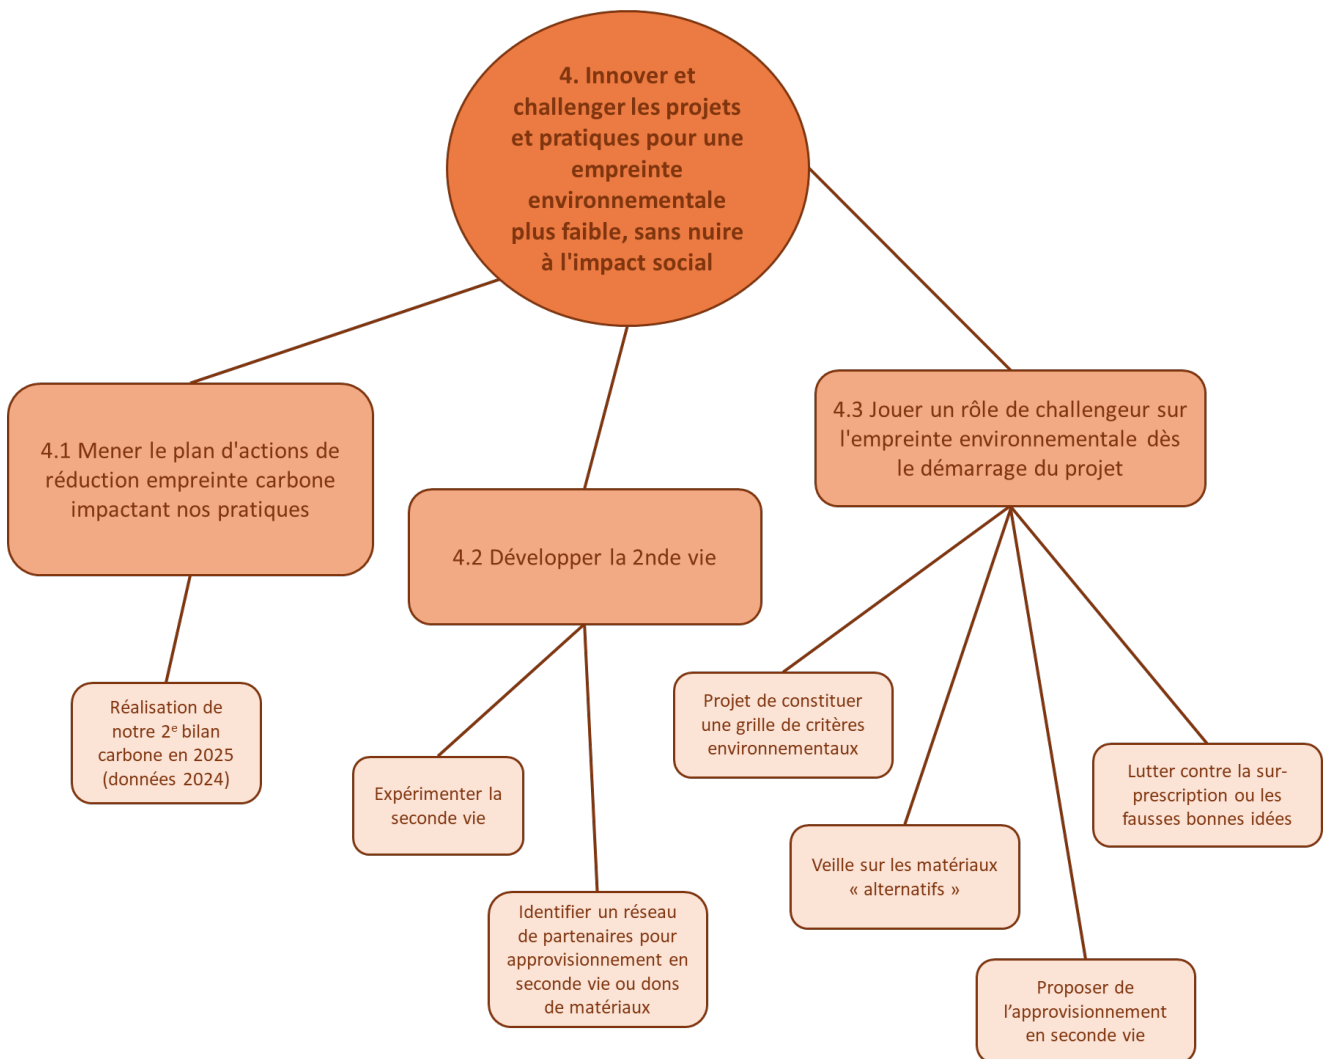 4. Innover et
challenger les projets
et pratiques pour une
empreinte
environnementale
plus faible, sans nuire
à l'impact social
4.1 Mener le plan d'actions de
réduction empreinte carbone
impactant nos pratiques
4.2 Développer la 2nde vie
4.3 Jouer un rôle de challengeur sur
l'empreinte environnementale dès
le démarrage du projet
Réalisation de
notre 2e bilan
carbone en 2025
(données 2024)
Expérimenter la
seconde vie
Identifier un réseau
de partenaires pour
approvisionnement en
seconde vie ou dons
de matériaux
Projet de constituer
une grille de critères
environnementaux
Veille sur les matériaux
« alternatifs »
Proposer de
l’approvisionnement
en seconde vie
Lutter contre la sur-
prescription ou les
fausses bonnes idées